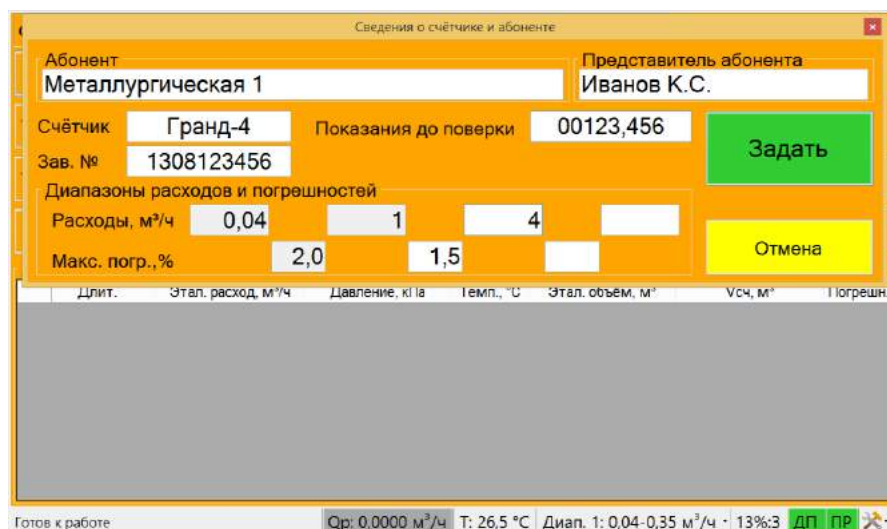 Сведения о счётчике и абоненте
Абонент
Представитель абонента
Металлургическая 1
Иванов К.С.
Счётчик
Гранд-4
Показания до поверки
00123,456
Задать
Зав. №
1308123456
Диапазоны расходов и погрешностей
Расходы, м³/ч
0,04
1
4
Макс. погр.,%
2,0
1,5
Отмена
Длит. Этал. расход, м³/ч Давление, кПа Темп., °С Этал. объём, м³ Vсч, м³ Погрешн
Готов к работе
Qр: 0,0000 м³/ч Т: 26,5 °C Диап. 1: 0,04-0,35 м³/ч 13%:3 ДП ПР